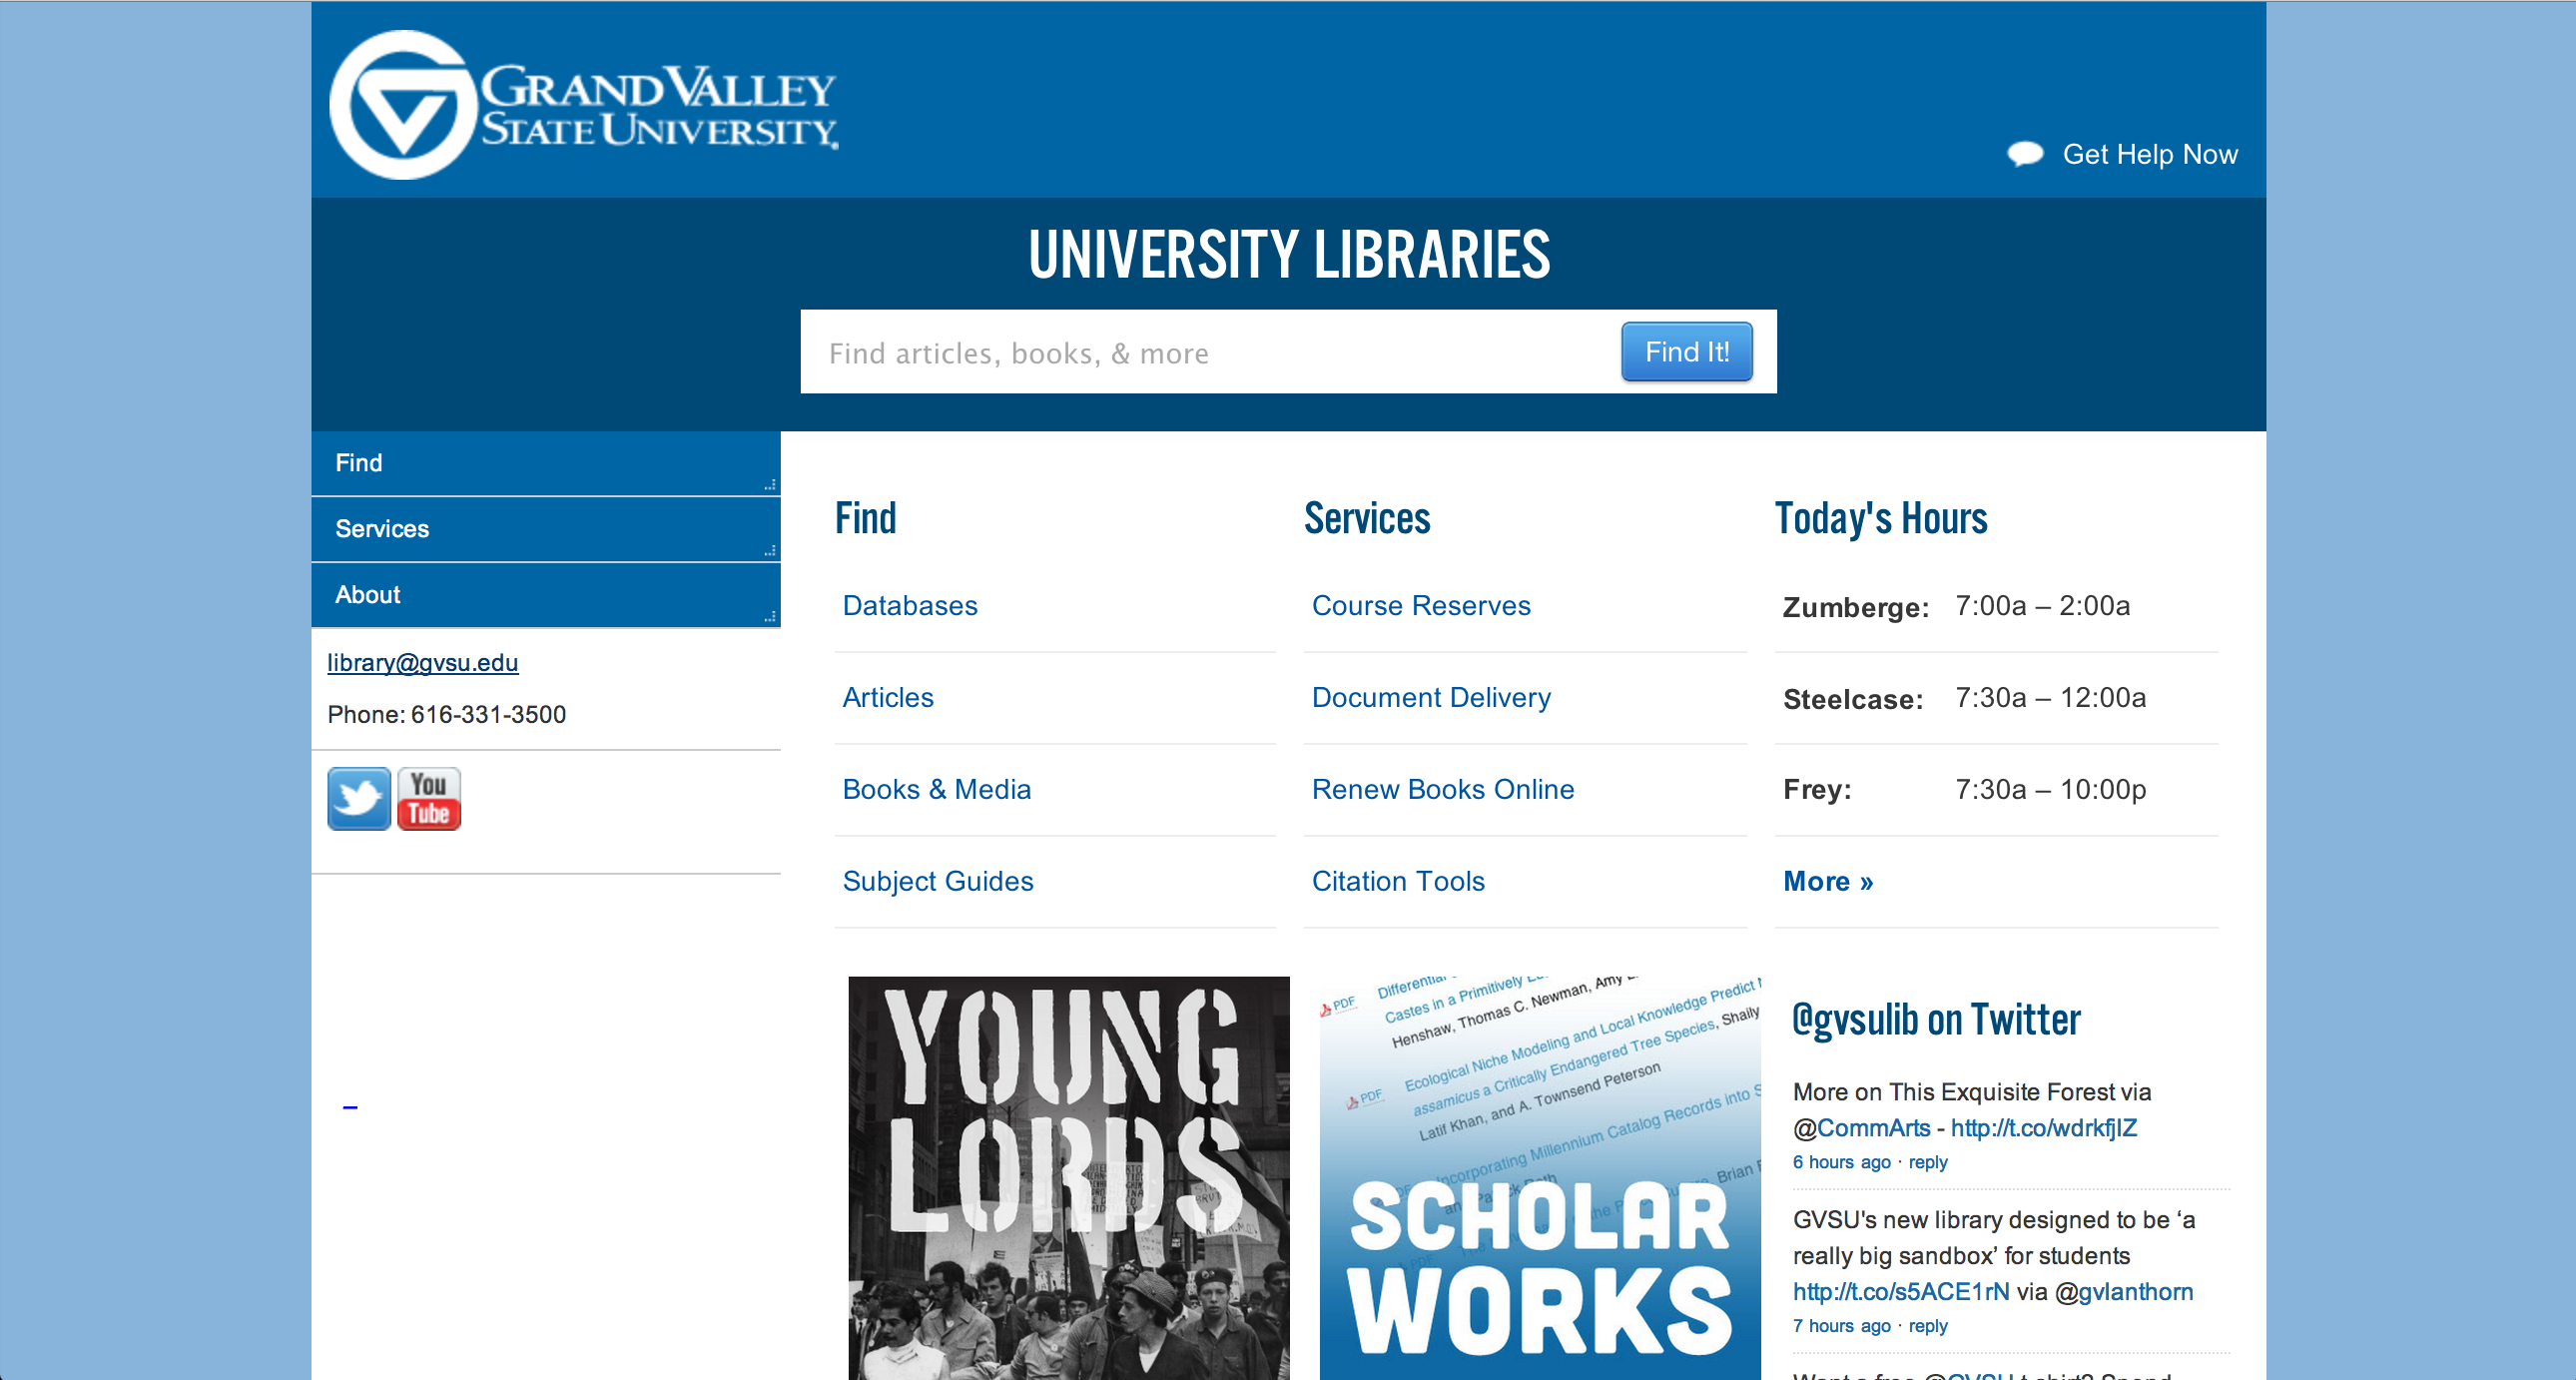 GRAND VALLEY
STATE UNIVERSITY
Get Help Now
UNIVERSITY LIBRARIES
Find articles, books, & more
Find It!
Find
Services
About
library@gvsu.edu
Phone: 616-331-3500
You
Tube
Find
Databases
Articles
Books & Media
Subject Guides
Services
Course Reserves
Document Delivery
Renew Books Online
Citation Tools
Today's Hours
Zumberge: 7:00a – 2:00a
Steelcase: 7:30a – 12:00a
Frey: 7:30a – 10:00p
More »
YOUNG
LORDS
PDF Differential
Castes in a Primitively
Henshaw, Thomas C. Newman, Amy
PDF Ecological Niche Modeling and Local Knowledge Predict
assamicus a Critically Endangered Tree Species, Shaily
Latif Khan, and A. Townsend Peterson
Incorporating Millennium Catalog Records into
Brian
SCHOLAR
WORKS
@gvsulib on Twitter
More on This Exquisite Forest via
@CommArts - http://t.co/wdrkfjIZ
6 hours ago · reply
GVSU's new library designed to be ‘a
really big sandbox’ for students
http://t.co/s5ACE1rN via @gvlanthorn
7 hours ago · reply
Want a free @GVSU t-shirt? Spend